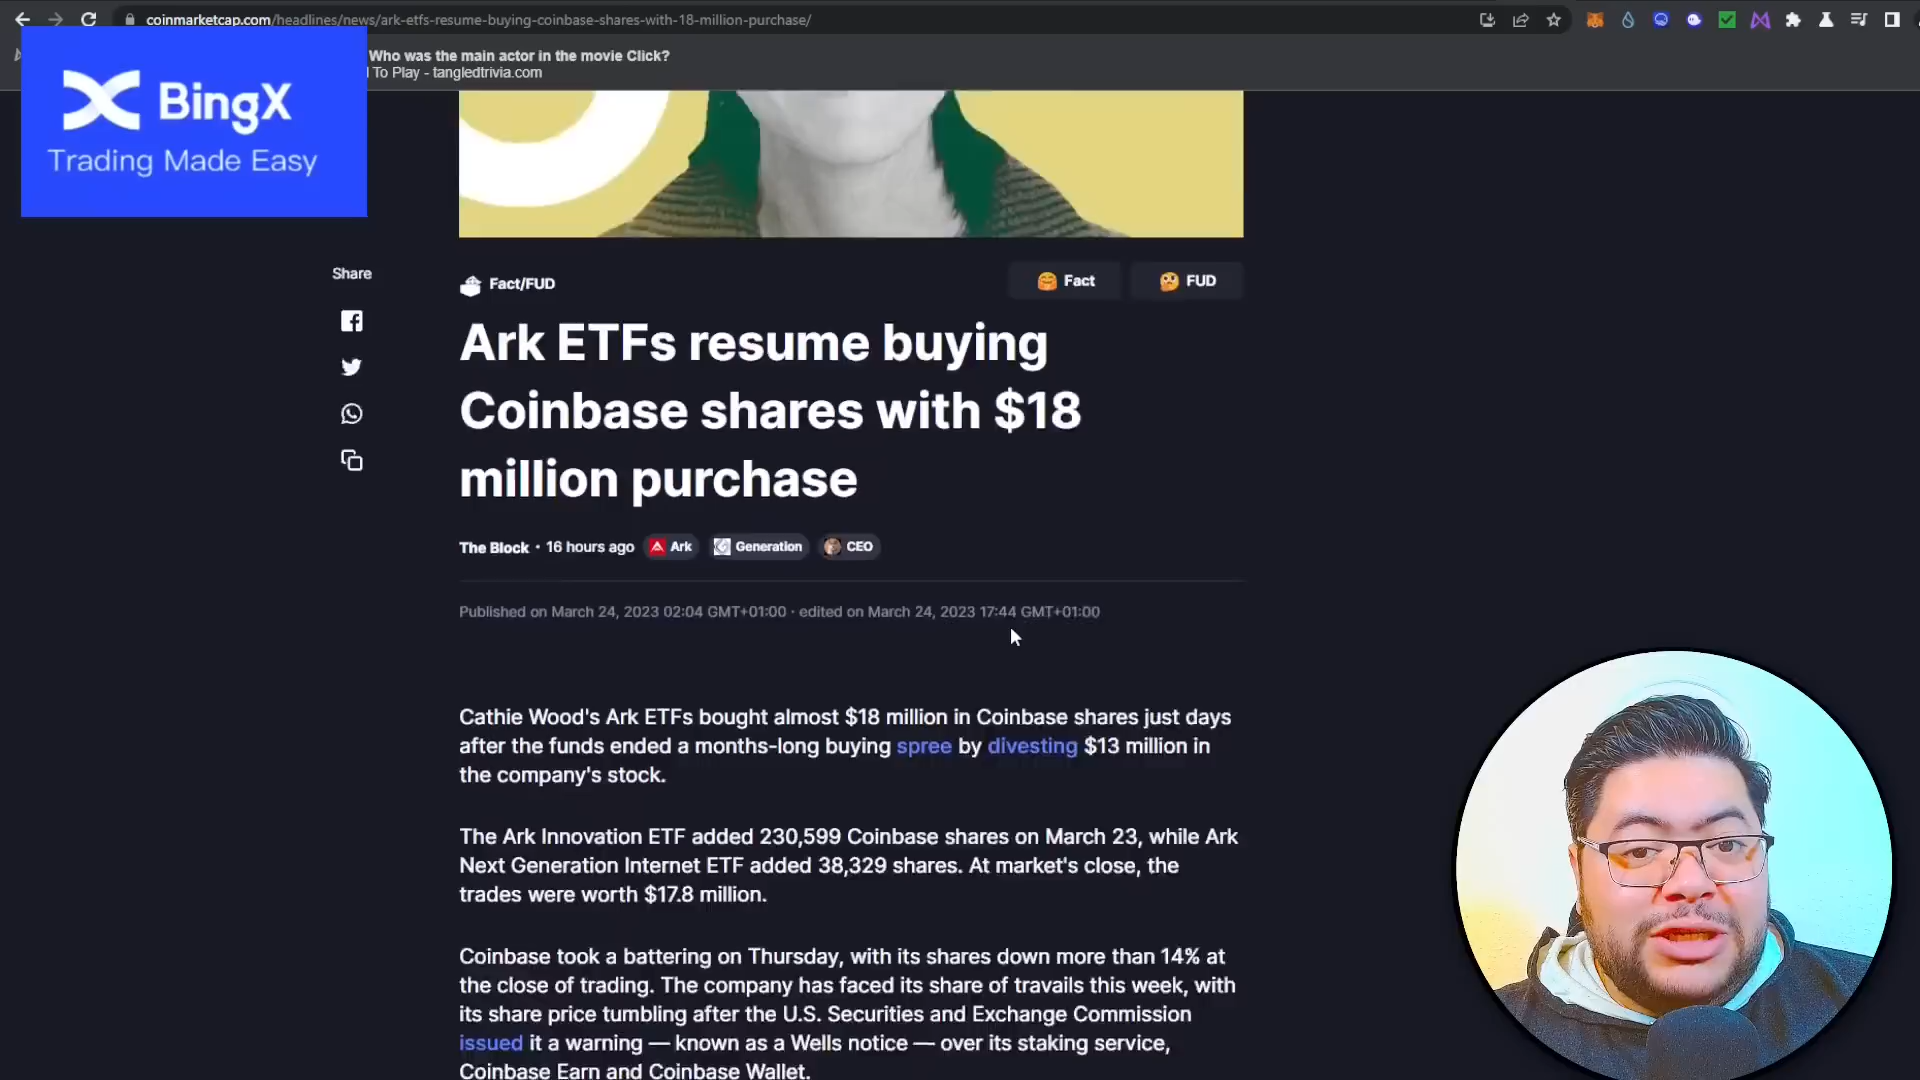 coinmarketcap.com/headlines/news/ark-etfs-resume-buying-coinbase-shares-with-18-million-purchase/
Who was the main actor in the movie Click?
To Play - tangledtrivia.com
BingX
Trading Made Easy
Share
Fact/FUD
Fact
FUD
Ark ETFs resume buying
Coinbase shares with $18
million purchase
The Block · 16 hours ago
Ark
Generation
CEO
Published on March 24, 2023 02:04 GMT+01:00 · edited on March 24, 2023 17:44 GMT+01:00
Cathie Wood's Ark ETFs bought almost $18 million in Coinbase shares just days
after the funds ended a months-long buying spree by divesting $13 million in
the company's stock.
The Ark Innovation ETF added 230,599 Coinbase shares on March 23, while Ark
Next Generation Internet ETF added 38,329 shares. At market's close, the
trades were worth $17.8 million.
Coinbase took a battering on Thursday, with its shares down more than 14% at
the close of trading. The company has faced its share of travails this week, with
its share price tumbling after the U.S. Securities and Exchange Commission
issued it a warning — known as a Wells notice — over its staking service,
Coinbase Earn and Coinbase Wallet.